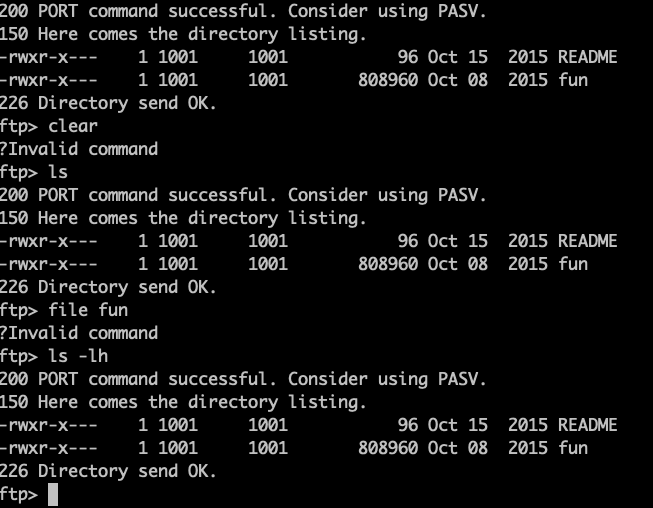 200 PORT command successful. Consider using PASV.
150 Here comes the directory listing.
-rwxr-x---    1 1001     1001           96 Oct 15  2015 README
-rwxr-x---    1 1001     1001       808960 Oct 08  2015 fun
226 Directory send OK.
ftp> clear
?Invalid command
ftp> ls
200 PORT command successful. Consider using PASV.
150 Here comes the directory listing.
-rwxr-x---    1 1001     1001           96 Oct 15  2015 README
-rwxr-x---    1 1001     1001       808960 Oct 08  2015 fun
226 Directory send OK.
ftp> file fun
?Invalid command
ftp> ls -lh
200 PORT command successful. Consider using PASV.
150 Here comes the directory listing.
-rwxr-x---    1 1001     1001           96 Oct 15  2015 README
-rwxr-x---    1 1001     1001       808960 Oct 08  2015 fun
226 Directory send OK.
ftp>